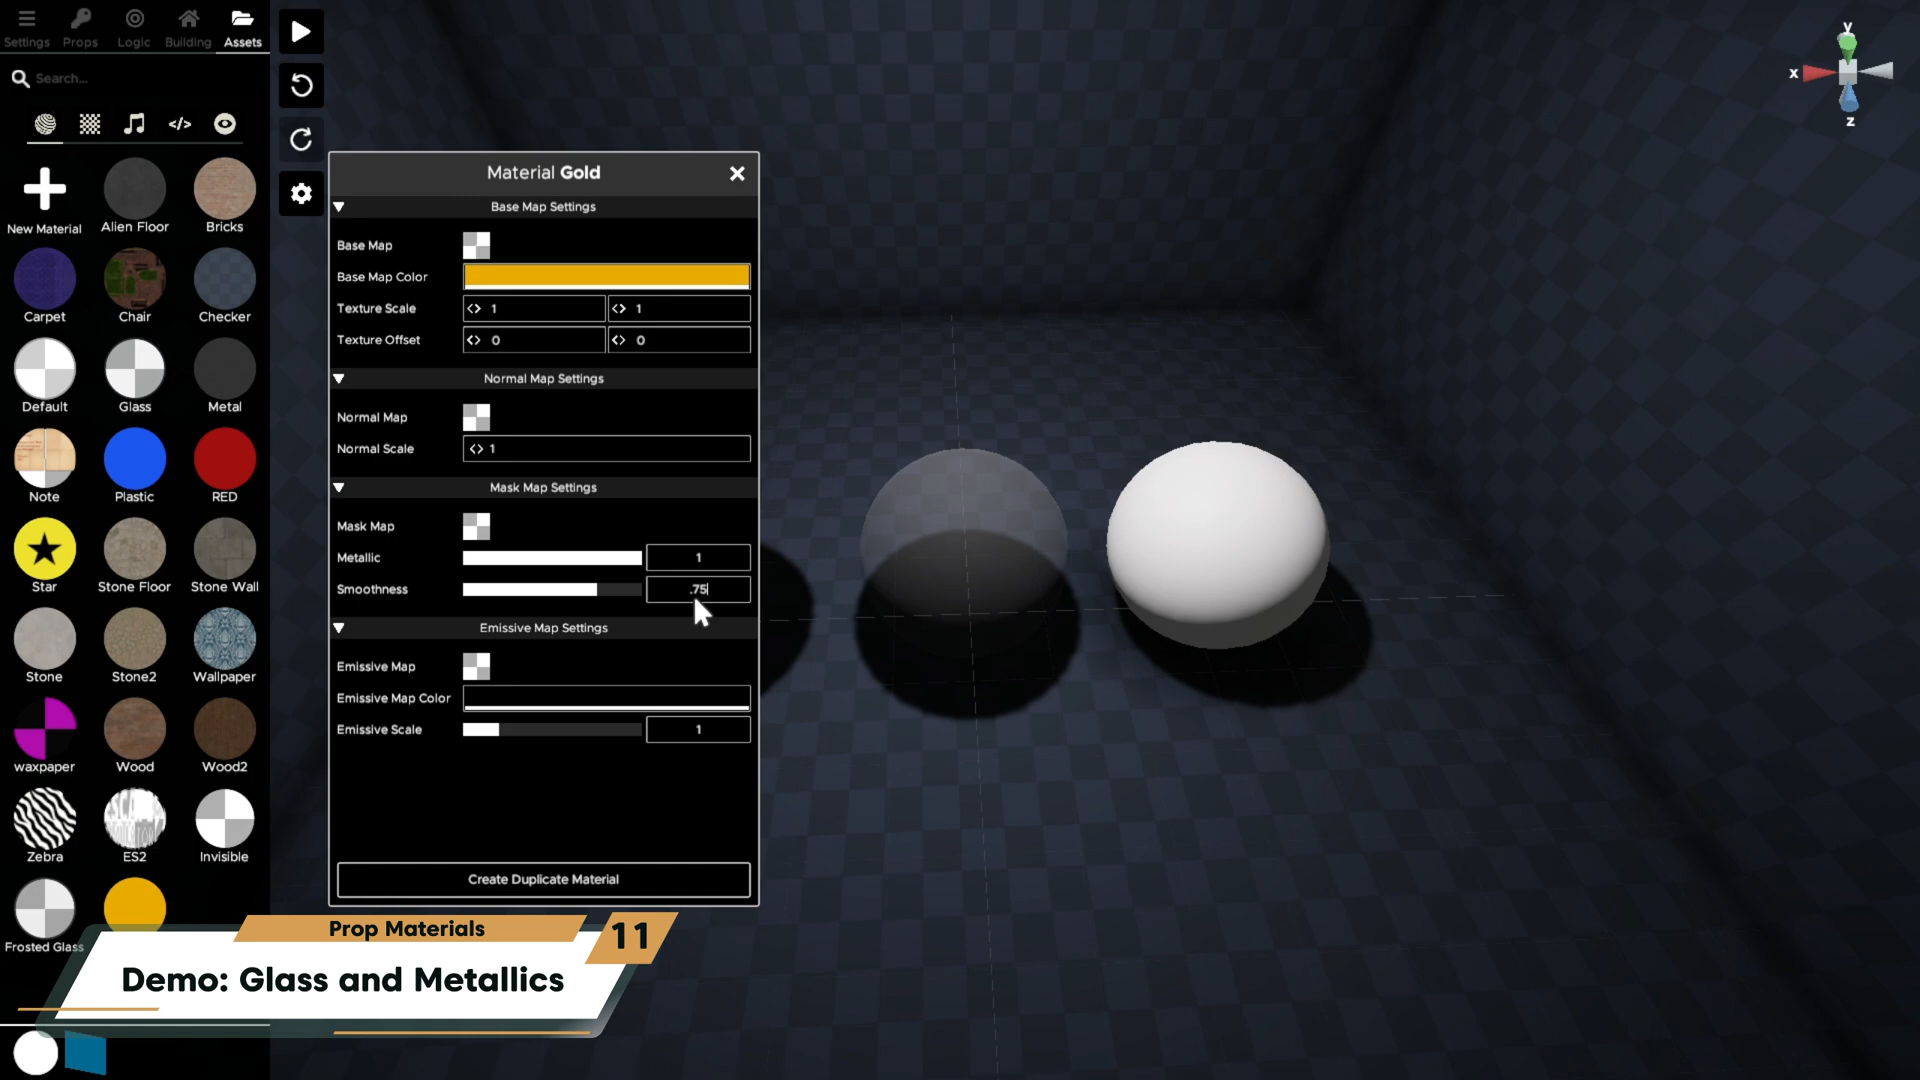 Settings
Props
Logic
Building
Assets
Search...
New Material
Alien Floor
Bricks
Carpet
Chair
Checker
Default
Glass
Metal
Note
Plastic
RED
Star
Stone Floor
Stone Wall
Stone
Stone2
Wallpaper
waxpaper
Wood
Wood2
Zebra
ES2
Invisible
Frosted Glass
Material Gold
Base Map Settings
Base Map
Base Map Color
Texture Scale <> 1 <> 1
Texture Offset <> 0 <> 0
Normal Map Settings
Normal Map
Normal Scale <> 1
Mask Map Settings
Mask Map
Metallic 1
Smoothness .75
Emissive Map Settings
Emissive Map
Emissive Map Color
Emissive Scale 1
Create Duplicate Material
Prop Materials
11
Demo: Glass and Metallics
y
x
z